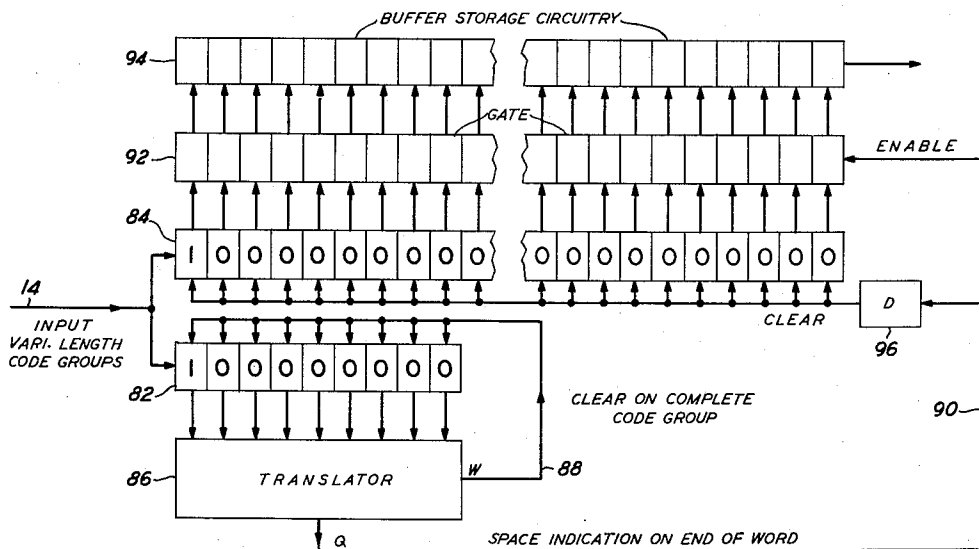 BUFFER STORAGE CIRCUITRY
94
GATE
92
ENABLE
84
1 0 0 0 0 0 0 0 0 0 0 0 0 0 0 0 0 0 0 0
14
INPUT
VARI. LENGTH
CODE GROUPS
CLEAR
D
96
1 0 0 0 0 0 0 0 0
82
CLEAR ON COMPLETE
CODE GROUP
90
86
TRANSLATOR
W
88
Q
SPACE INDICATION ON END OF WORD